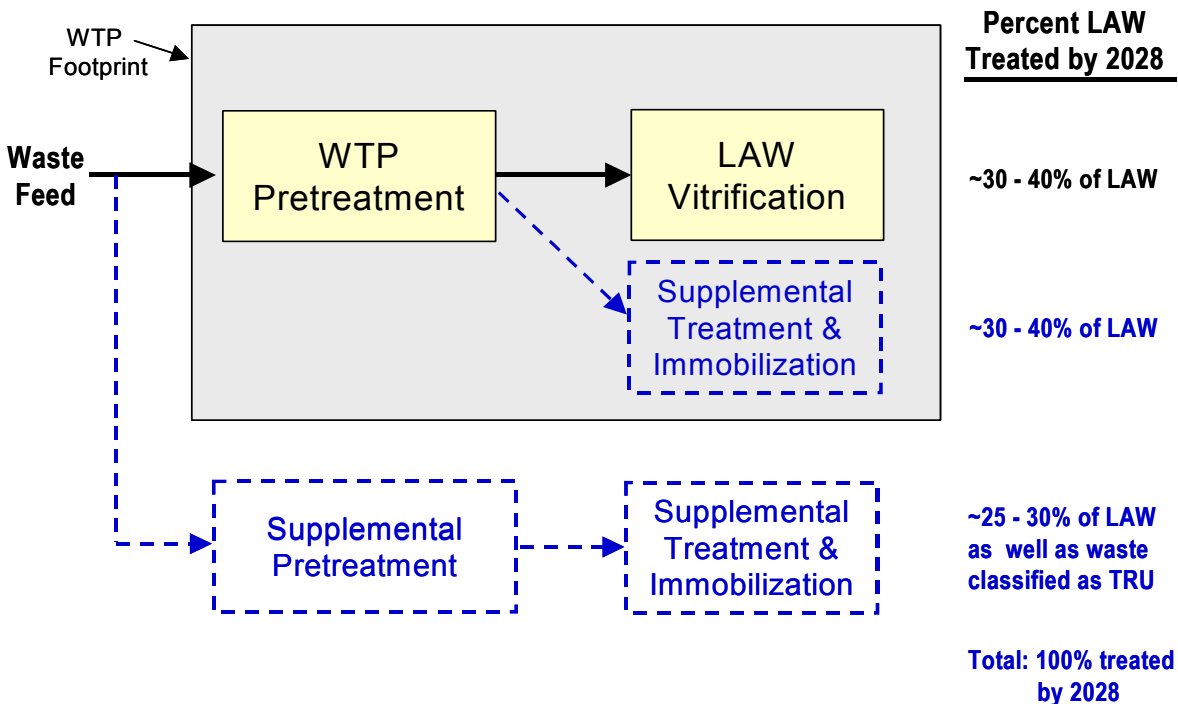 Percent LAW
Treated by 2028
WTP
Footprint
Waste
Feed
WTP
Pretreatment
LAW
Vitrification
~30 - 40% of LAW
Supplemental
Treatment &
Immobilization
~30 - 40% of LAW
Supplemental
Pretreatment
Supplemental
Treatment &
Immobilization
~25 - 30% of LAW
as well as waste
classified as TRU
Total: 100% treated
by 2028